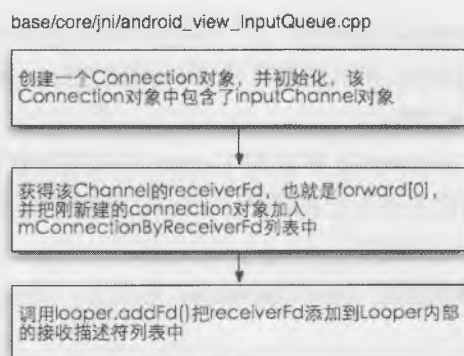 base/core/jni/android_view_InputQueue.cpp
创建一个Connection对象，并初始化，该
Connection对象中包含了inputChannel对象
获得该Channel的receiverFd，也就是forward[0]，
并把刚新建的connection对象加入
mConnectionByReceiverFd列表中
调用looper.addFd()把receiverFd添加到Looper内部
的接收描述符列表中